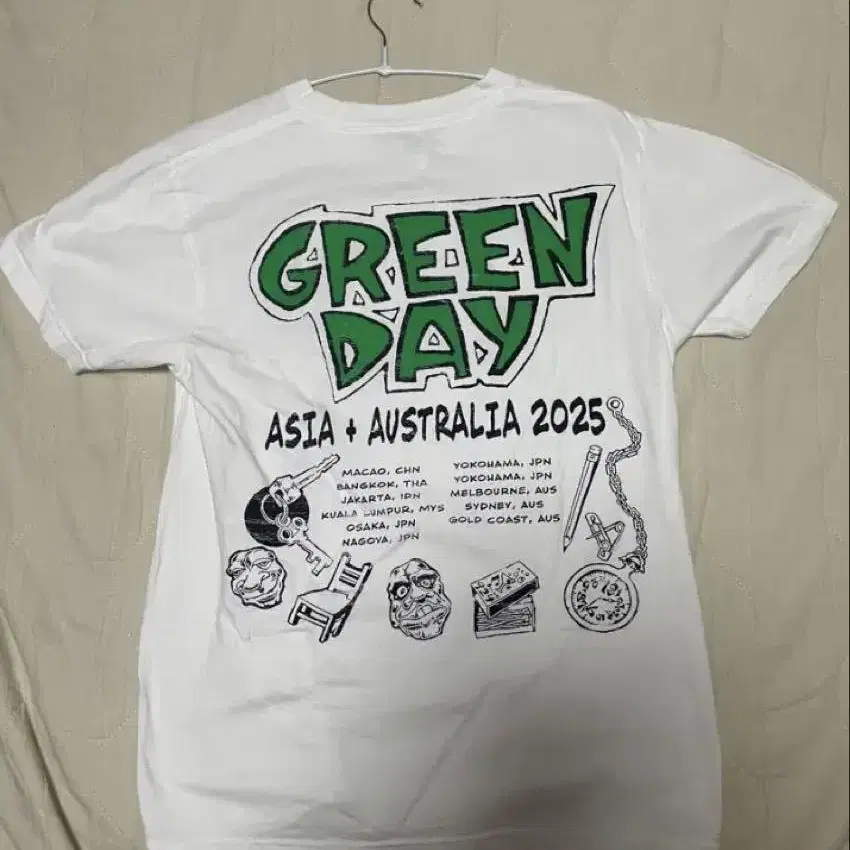 GREEN
DAY
ASIA + AUSTRALIA 2025
MACAO, CHN
BANGKOK, THA
JAKARTA, IDN
KUALA LUMPUR, MYS
OSAKA, JPN
NAGOYA, JPN
YOKOHAMA, JPN
YOKOHAMA, JPN
MELBOURNE, AUS
SYDNEY, AUS
GOLD COAST, AUS